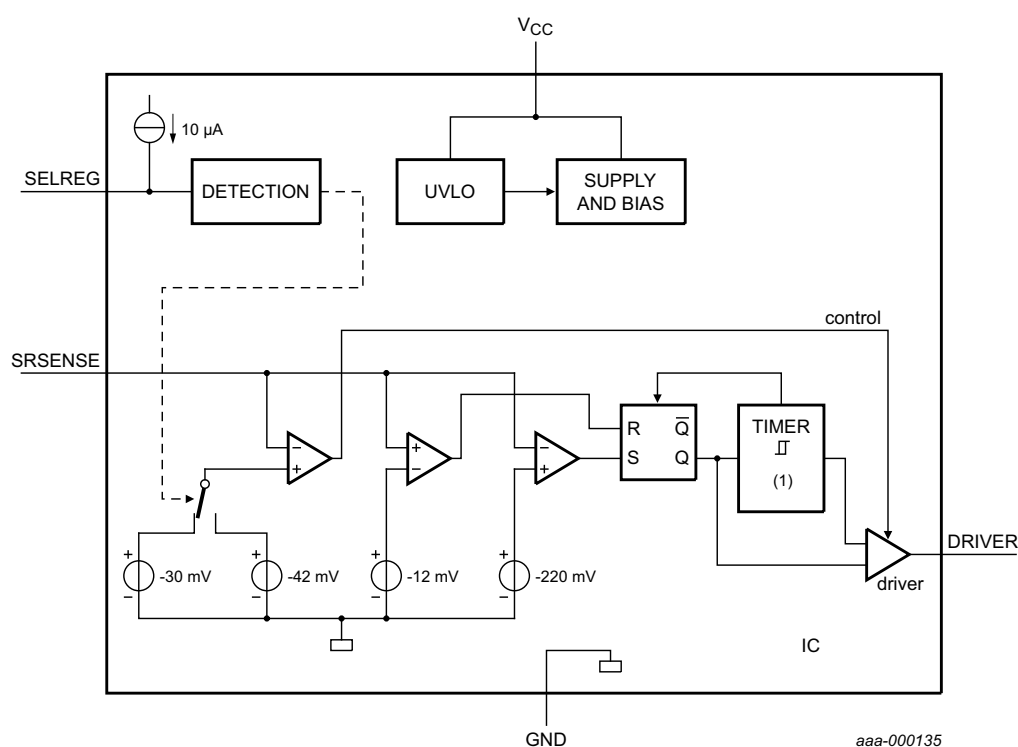 VCC
10 µA
SELREG
DETECTION
UVLO
SUPPLY
AND BIAS
control
SRSENSE
R
Q̅
S
Q
TIMER
(1)
−
+
+
−
−
+
DRIVER
driver
+
-30 mV
−
+
-42 mV
−
+
-12 mV
−
+
-220 mV
−
IC
GND
aaa-000135